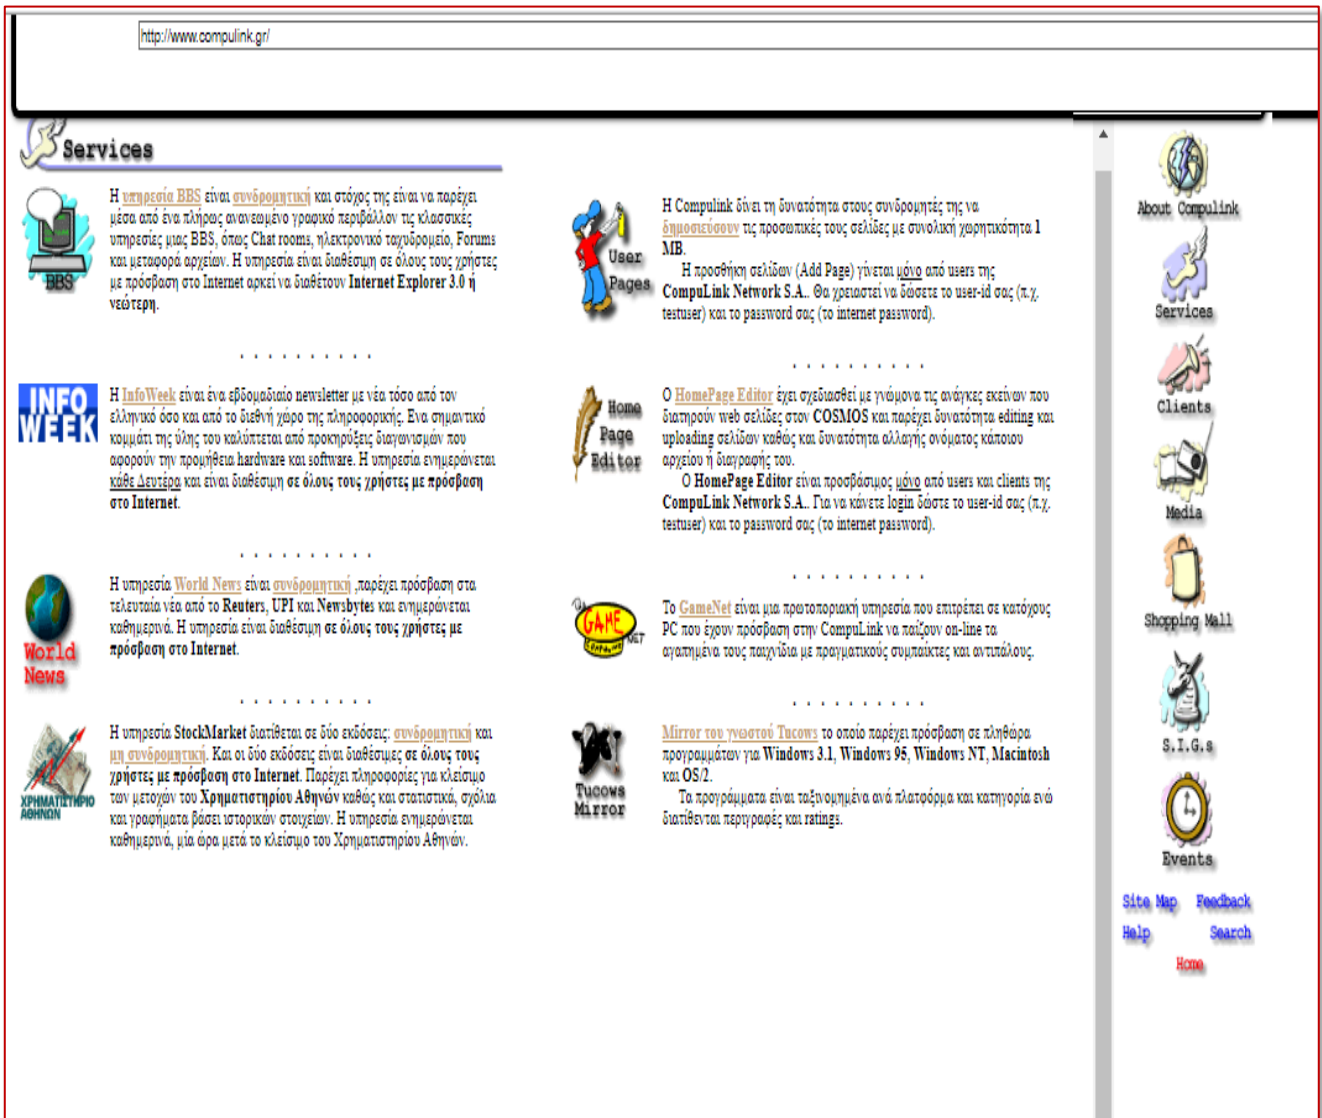 http://www.compulink.gr/
Services
BBS
Η υπηρεσία BBS είναι συνδρομητική και στόχος της είναι να παρέχει
μέσα από ένα πλήρως ανανεωμένο γραφικό περιβάλλον τις κλασσικές
υπηρεσίες μιας BBS, όπως Chat rooms, ηλεκτρονικό ταχυδρομείο, Forums
και μεταφορά αρχείων. Η υπηρεσία είναι διαθέσιμη σε όλους τους χρήστες
με πρόσβαση στο Internet αρκεί να διαθέτουν Internet Explorer 3.0 ή
νεώτερη.
. . . . . . . . . .
INFO
WEEK
Η InfoWeek είναι ένα εβδομαδιαίο newsletter με νέα τόσο από τον
ελληνικό όσο και από το διεθνή χώρο της πληροφορικής. Ενα σημαντικό
κομμάτι της ύλης του καλύπτεται από προκηρύξεις διαγωνισμών που
αφορούν την προμήθεια hardware και software. Η υπηρεσία ενημερώνεται
κάθε Δευτέρα και είναι διαθέσιμη σε όλους τους χρήστες με πρόσβαση
στο Internet.
. . . . . . . . . .
World
News
Η υπηρεσία World News είναι συνδρομητική ,παρέχει πρόσβαση στα
τελευταία νέα από το Reuters, UPI και Newsbytes και ενημερώνεται
καθημερινά. Η υπηρεσία είναι διαθέσιμη σε όλους τους χρήστες με
πρόσβαση στο Internet.
. . . . . . . . . .
ΧΡΗΜΑΤΙΣΤΗΡΙΟ
ΑΘΗΝΩΝ
Η υπηρεσία StockMarket διατίθεται σε δύο εκδόσεις: συνδρομητική και
μη συνδρομητική. Και οι δύο εκδόσεις είναι διαθέσιμες σε όλους τους
χρήστες με πρόσβαση στο Internet. Παρέχει πληροφορίες για κλείσιμο
των μετοχών του Χρηματιστηρίου Αθηνών καθώς και στατιστικά, σχόλια
και γραφήματα βάσει ιστορικών στοιχείων. Η υπηρεσία ενημερώνεται
καθημερινά, μία ώρα μετά το κλείσιμο του Χρηματιστηρίου Αθηνών.
User
Pages
Η Compulink δίνει τη δυνατότητα στους συνδρομητές της να
δημοσιεύσουν τις προσωπικές τους σελίδες με συνολική χωρητικότητα 1
MB.
Η προσθήκη σελίδων (Add Page) γίνεται μόνο από users της
CompuLink Network S.A.. Θα χρειαστεί να δώσετε το user-id σας (π.χ.
testuser) και το password σας (το internet password).
. . . . . . . . . .
Home
Page
Editor
Ο HomePage Editor έχει σχεδιασθεί με γνώμονα τις ανάγκες εκείνων που
διατηρούν web σελίδες στον COSMOS και παρέχει δυνατότητα editing και
uploading σελίδων καθώς και δυνατότητα αλλαγής ονόματος κάποιου
αρχείου ή διαγραφής του.
Ο HomePage Editor είναι προσβάσιμος μόνο από users και clients της
CompuLink Network S.A.. Για να κάνετε login δώστε το user-id σας (π.χ.
testuser) και το password σας (το internet password).
. . . . . . . . . .
GAME
NET
Το GameNet είναι μια πρωτοποριακή υπηρεσία που επιτρέπει σε κατόχους
PC που έχουν πρόσβαση στην CompuLink να παίζουν on-line τα
αγαπημένα τους παιχνίδια με πραγματικούς συμπαίκτες και αντιπάλους.
. . . . . . . . . .
Tucows
Mirror
Mirror του γνωστού Tucows το οποίο παρέχει πρόσβαση σε πληθώρα
προγραμμάτων για Windows 3.1, Windows 95, Windows NT, Macintosh
και OS/2.
Τα προγράμματα είναι ταξινομημένα ανά πλατφόρμα και κατηγορία ενώ
διατίθενται περιγραφές και ratings.
About Compulink
Services
Clients
Media
Shopping Mall
S.I.G.s
Events
Site Map Feedback
Help Search
Home